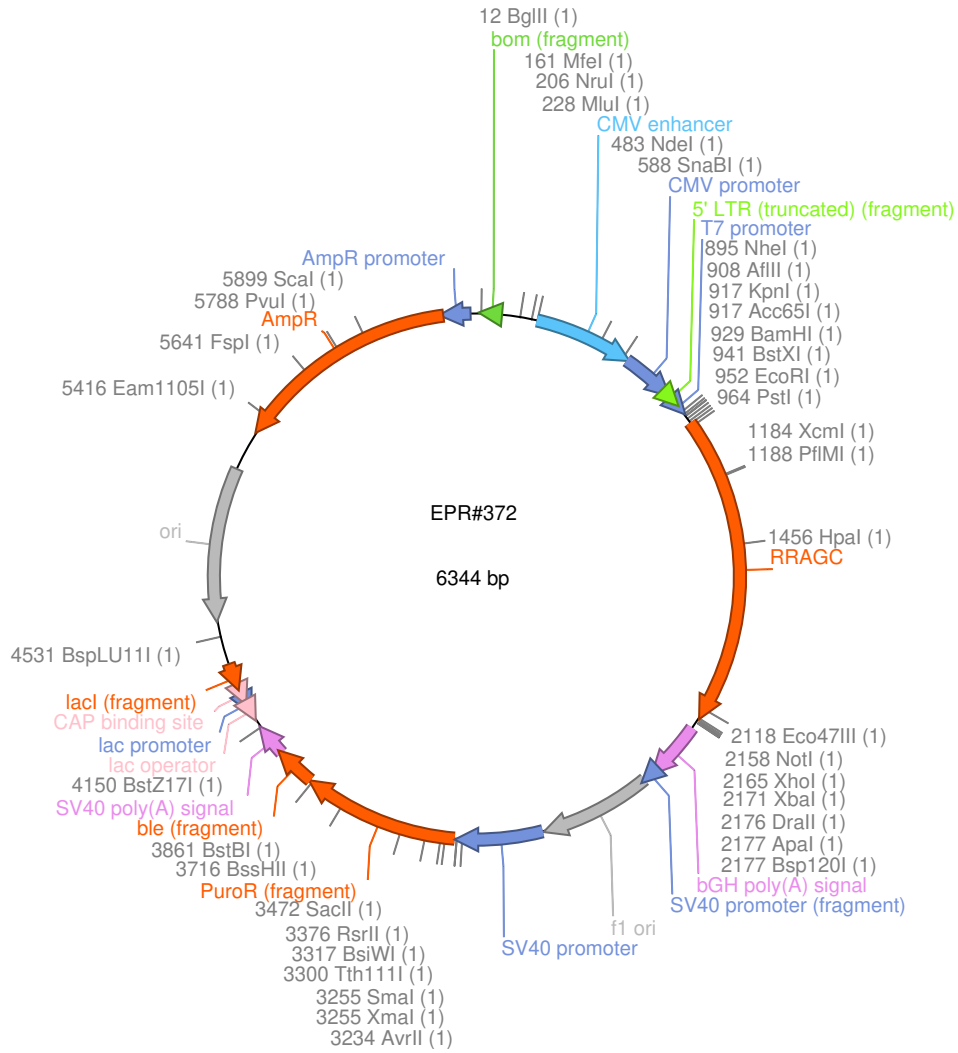 12 BglII (1)
bom (fragment)
161 MfeI (1)
206 NruI (1)
228 MluI (1)
CMV enhancer
483 NdeI (1)
588 SnaBI (1)
CMV promoter
5' LTR (truncated) (fragment)
T7 promoter
895 NheI (1)
908 AflII (1)
917 KpnI (1)
917 Acc65I (1)
929 BamHI (1)
941 BstXI (1)
952 EcoRI (1)
964 PstI (1)
1184 XcmI (1)
1188 PflMI (1)
1456 HpaI (1)
RRAGC
2118 Eco47III (1)
2158 NotI (1)
2165 XhoI (1)
2171 XbaI (1)
2176 DraII (1)
2177 ApaI (1)
2177 Bsp120I (1)
bGH poly(A) signal
SV40 promoter (fragment)
f1 ori
SV40 promoter
3234 AvrII (1)
3255 XmaI (1)
3255 SmaI (1)
3300 Tth111I (1)
3317 BsiWI (1)
3376 RsrII (1)
3472 SacII (1)
PuroR (fragment)
3716 BssHII (1)
3861 BstBI (1)
ble (fragment)
SV40 poly(A) signal
4150 BstZ17I (1)
lac operator
lac promoter
CAP binding site
lacI (fragment)
4531 BspLU11I (1)
ori
5416 Eam1105I (1)
5641 FspI (1)
AmpR
5788 PvuI (1)
5899 ScaI (1)
AmpR promoter
EPR#372
6344 bp